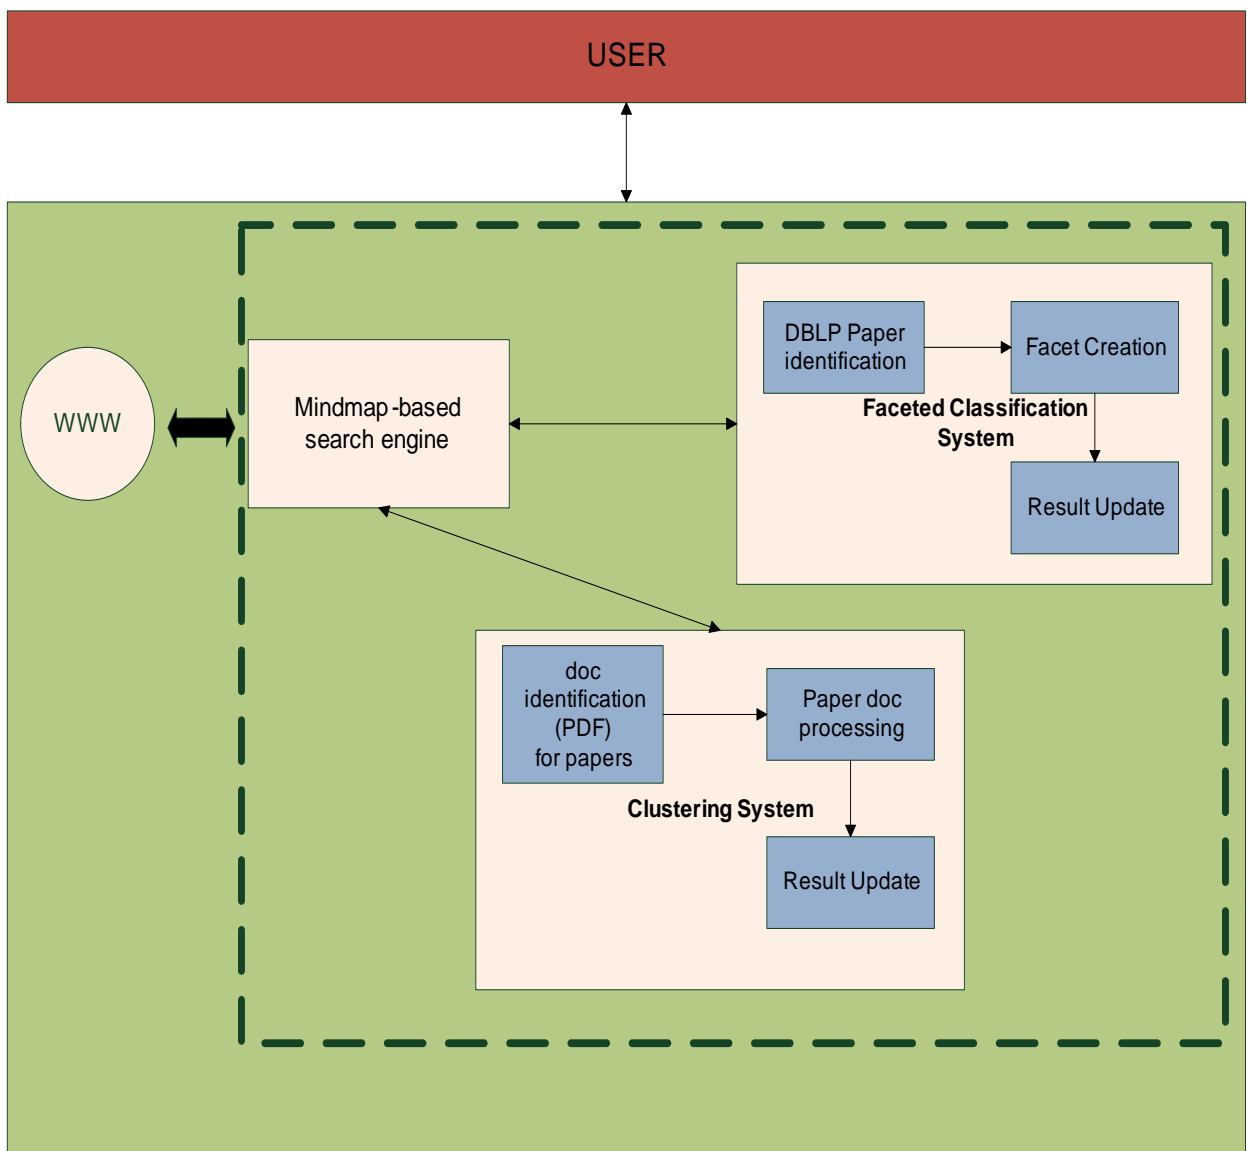 USER
WWW
Mindmap-based
search engine
DBLP Paper
identification
Facet Creation
Faceted Classification
System
Result Update
doc
identification
(PDF)
for papers
Paper doc
processing
Clustering System
Result Update